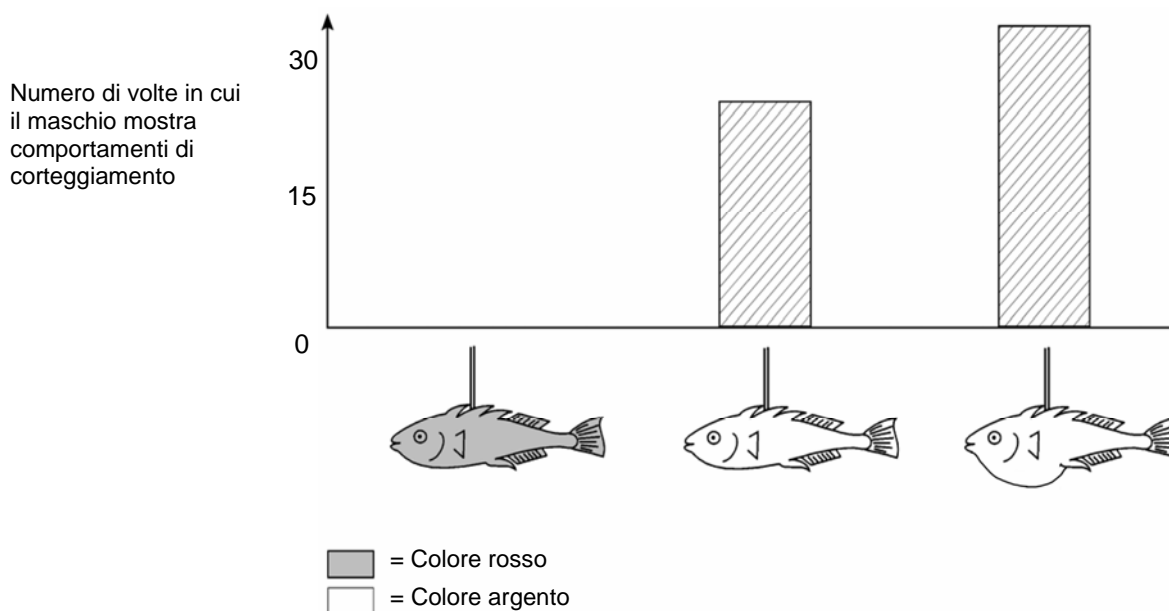 30
Numero di volte in cui
il maschio mostra
comportamenti di
corteggiamento
15
0
= Colore rosso
= Colore argento